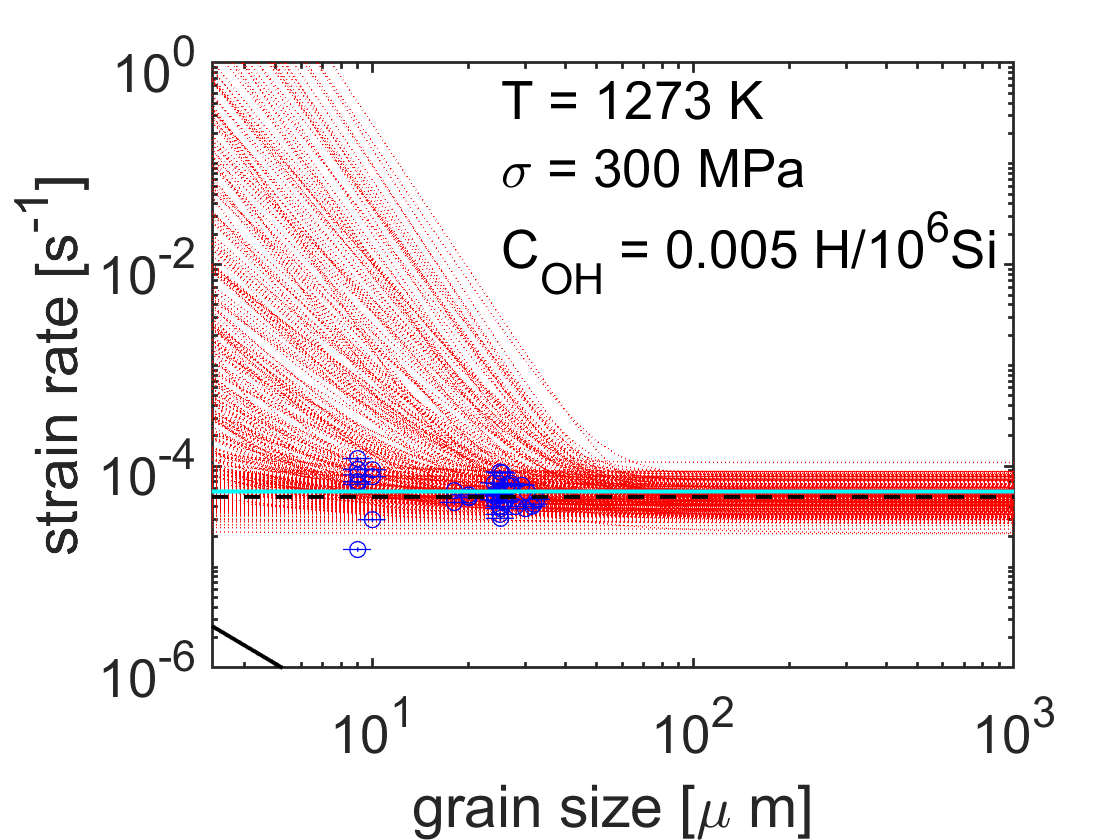 10^0
10^-2
10^-4
10^-6
strain rate [s^-1]
T = 1273 K
σ = 300 MPa
C_OH = 0.005 H/10^6Si
10^1
10^2
10^3
grain size [μ m]